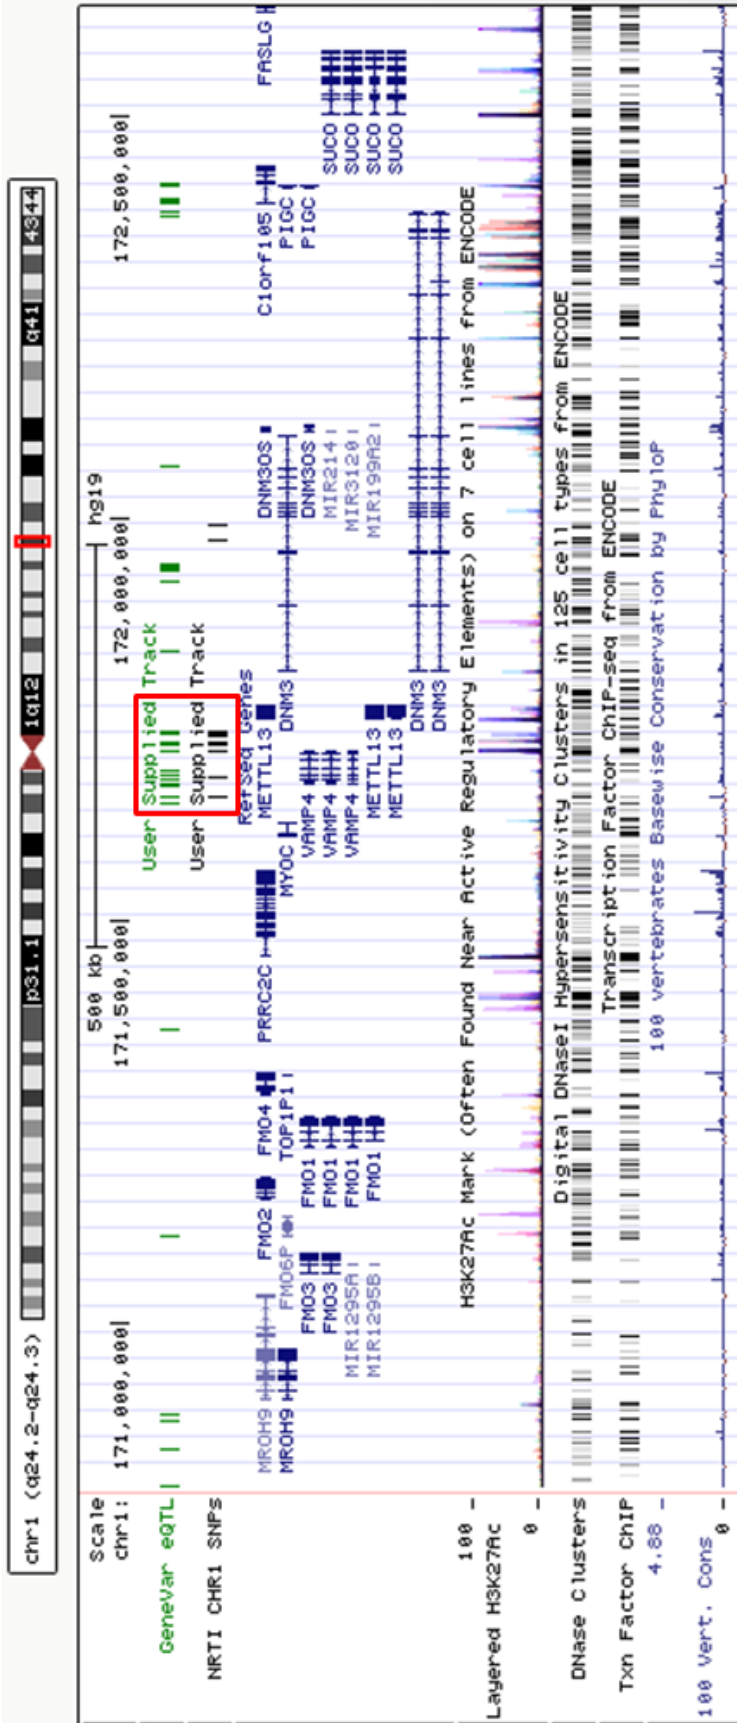 chr1 (q24.2-q24.3)
p31.1
1q12
q41
43
44
Scale
500 kb
hg19
chr1:
171,000,000
171,500,000
172,000,000
172,500,000
User Supplied Track
GeneVar eQTL
User Supplied Track
NRTI CHR1 SNPs
RefSeq Genes
MROH9
FMO2
FMO4
PRRC2C
METTL13
DNM3OS
C1orf105
FASLG
MROH9
FMO6P
TOP1P1
MYOC
DNM3
PIGC
FMO3
FMO1
VAMP4
DNM3OS
PIGC
FMO3
FMO1
VAMP4
MIR214
SUCO
MIR1295A
FMO1
VAMP4
MIR3120
SUCO
MIR1295B
FMO1
METTL13
MIR199A2
SUCO
METTL13
SUCO
DNM3
DNM3
H3K27Ac Mark (Often Found Near Active Regulatory Elements) on 7 cell lines from ENCODE
100
Layered H3K27Ac
0
Digital DNaseI Hypersensitivity Clusters in 125 cell types from ENCODE
DNase Clusters
Transcription Factor ChIP-seq from ENCODE
Txn Factor ChIP
100 vertebrates Basewise Conservation by PhyloP
4.88
100 Vert. Cons
0